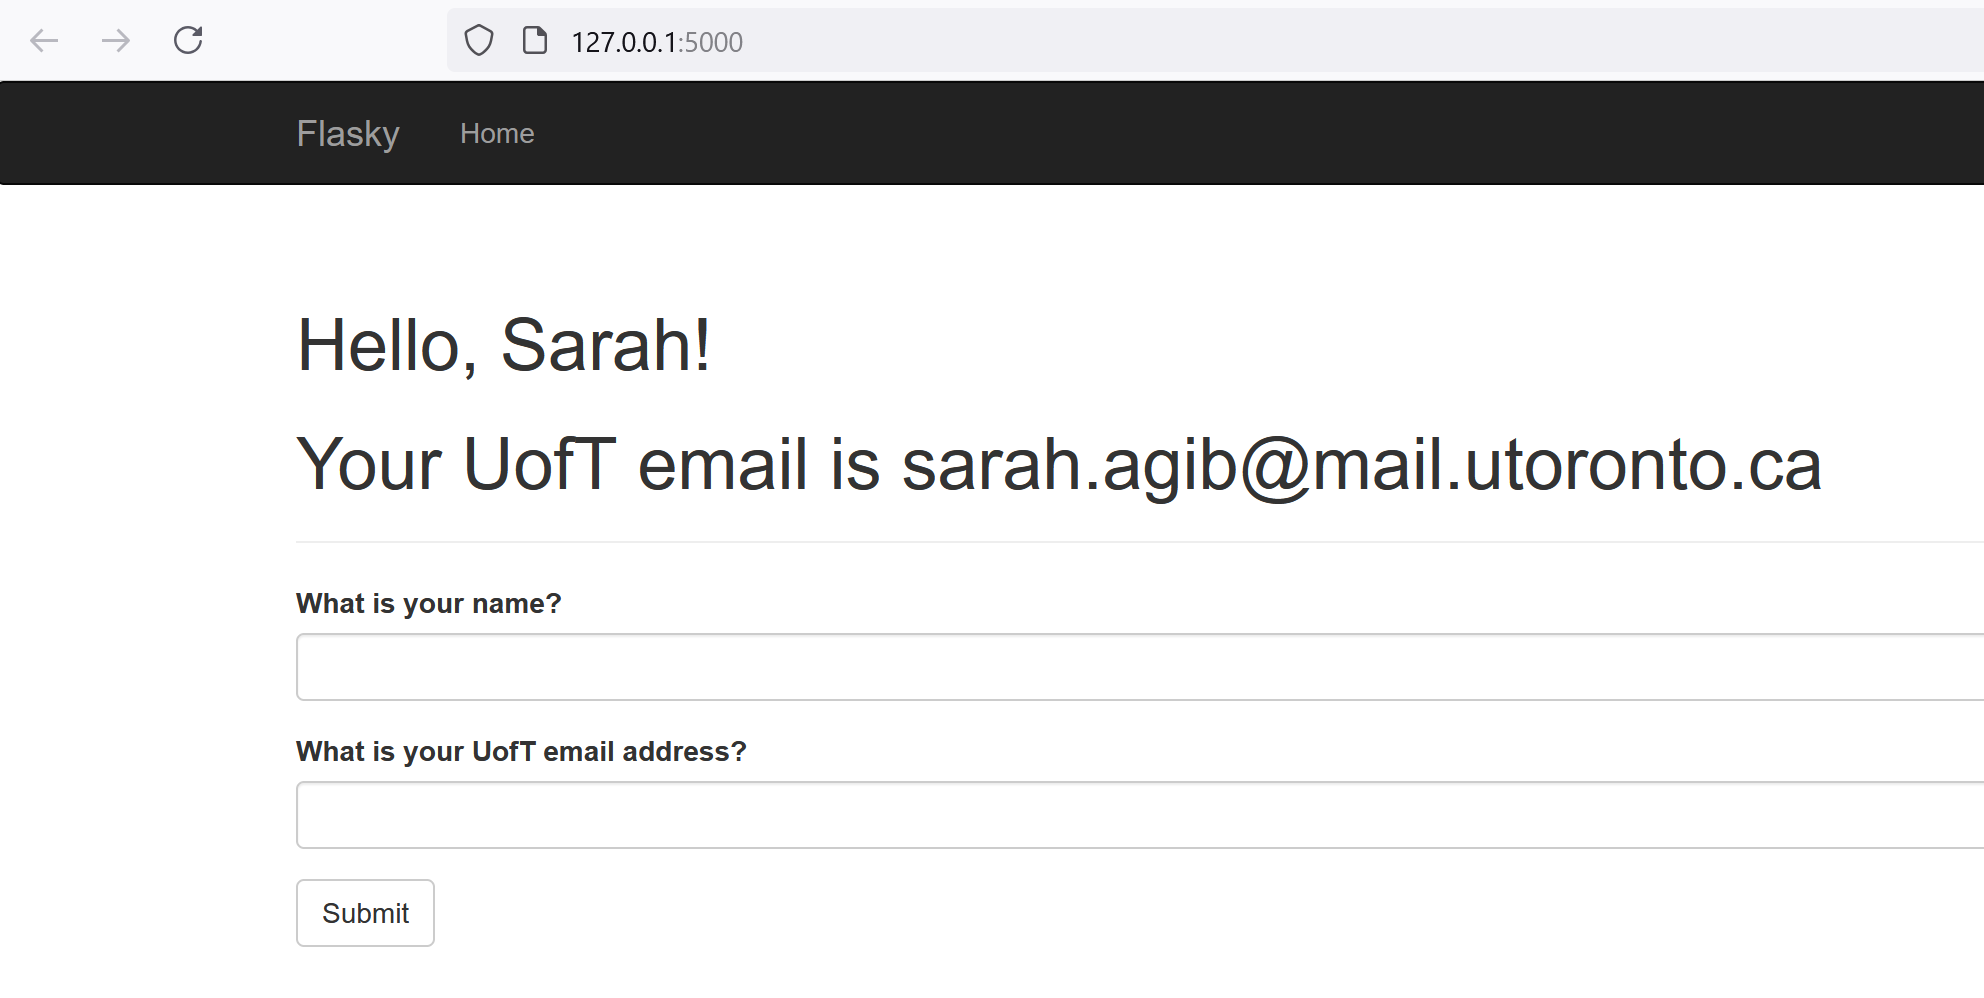 127.0.0.1:5000
Flasky Home
Hello, Sarah!
Your UofT email is sarah.agib@mail.utoronto.ca
What is your name?
What is your UofT email address?
Submit